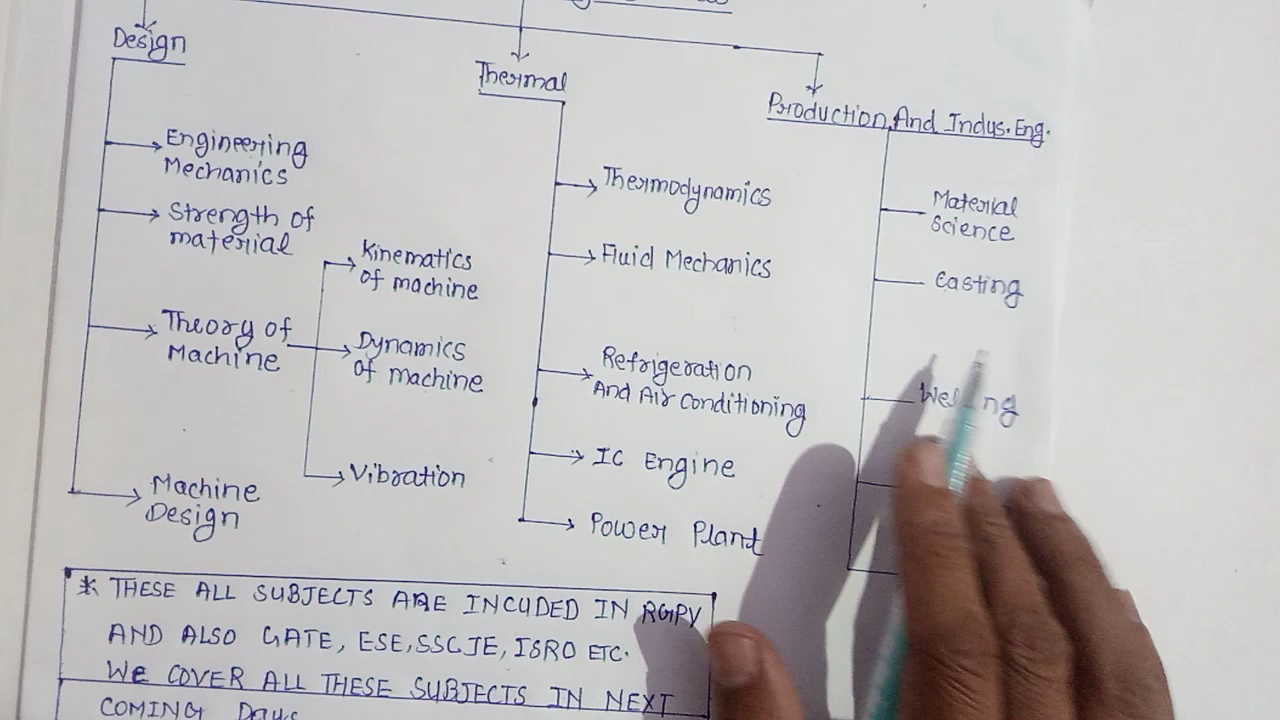 Design
Engineering
Mechanics
Strength of
material
Theory of
Machine
Kinematics
of machine
Dynamics
of machine
Vibration
Machine
Design
Thermal
Thermodynamics
Fluid Mechanics
Refrigeration
And Air Conditioning
IC Engine
Power Plant
Production And Indus. Eng.
Material
Science
Casting
* THESE ALL SUBJECTS ARE INCUDED IN RGPV
AND ALSO GATE, ESE, SSCJE, ISRO ETC.
WE COVER ALL THESE SUBJECTS IN NEXT
COMING Days